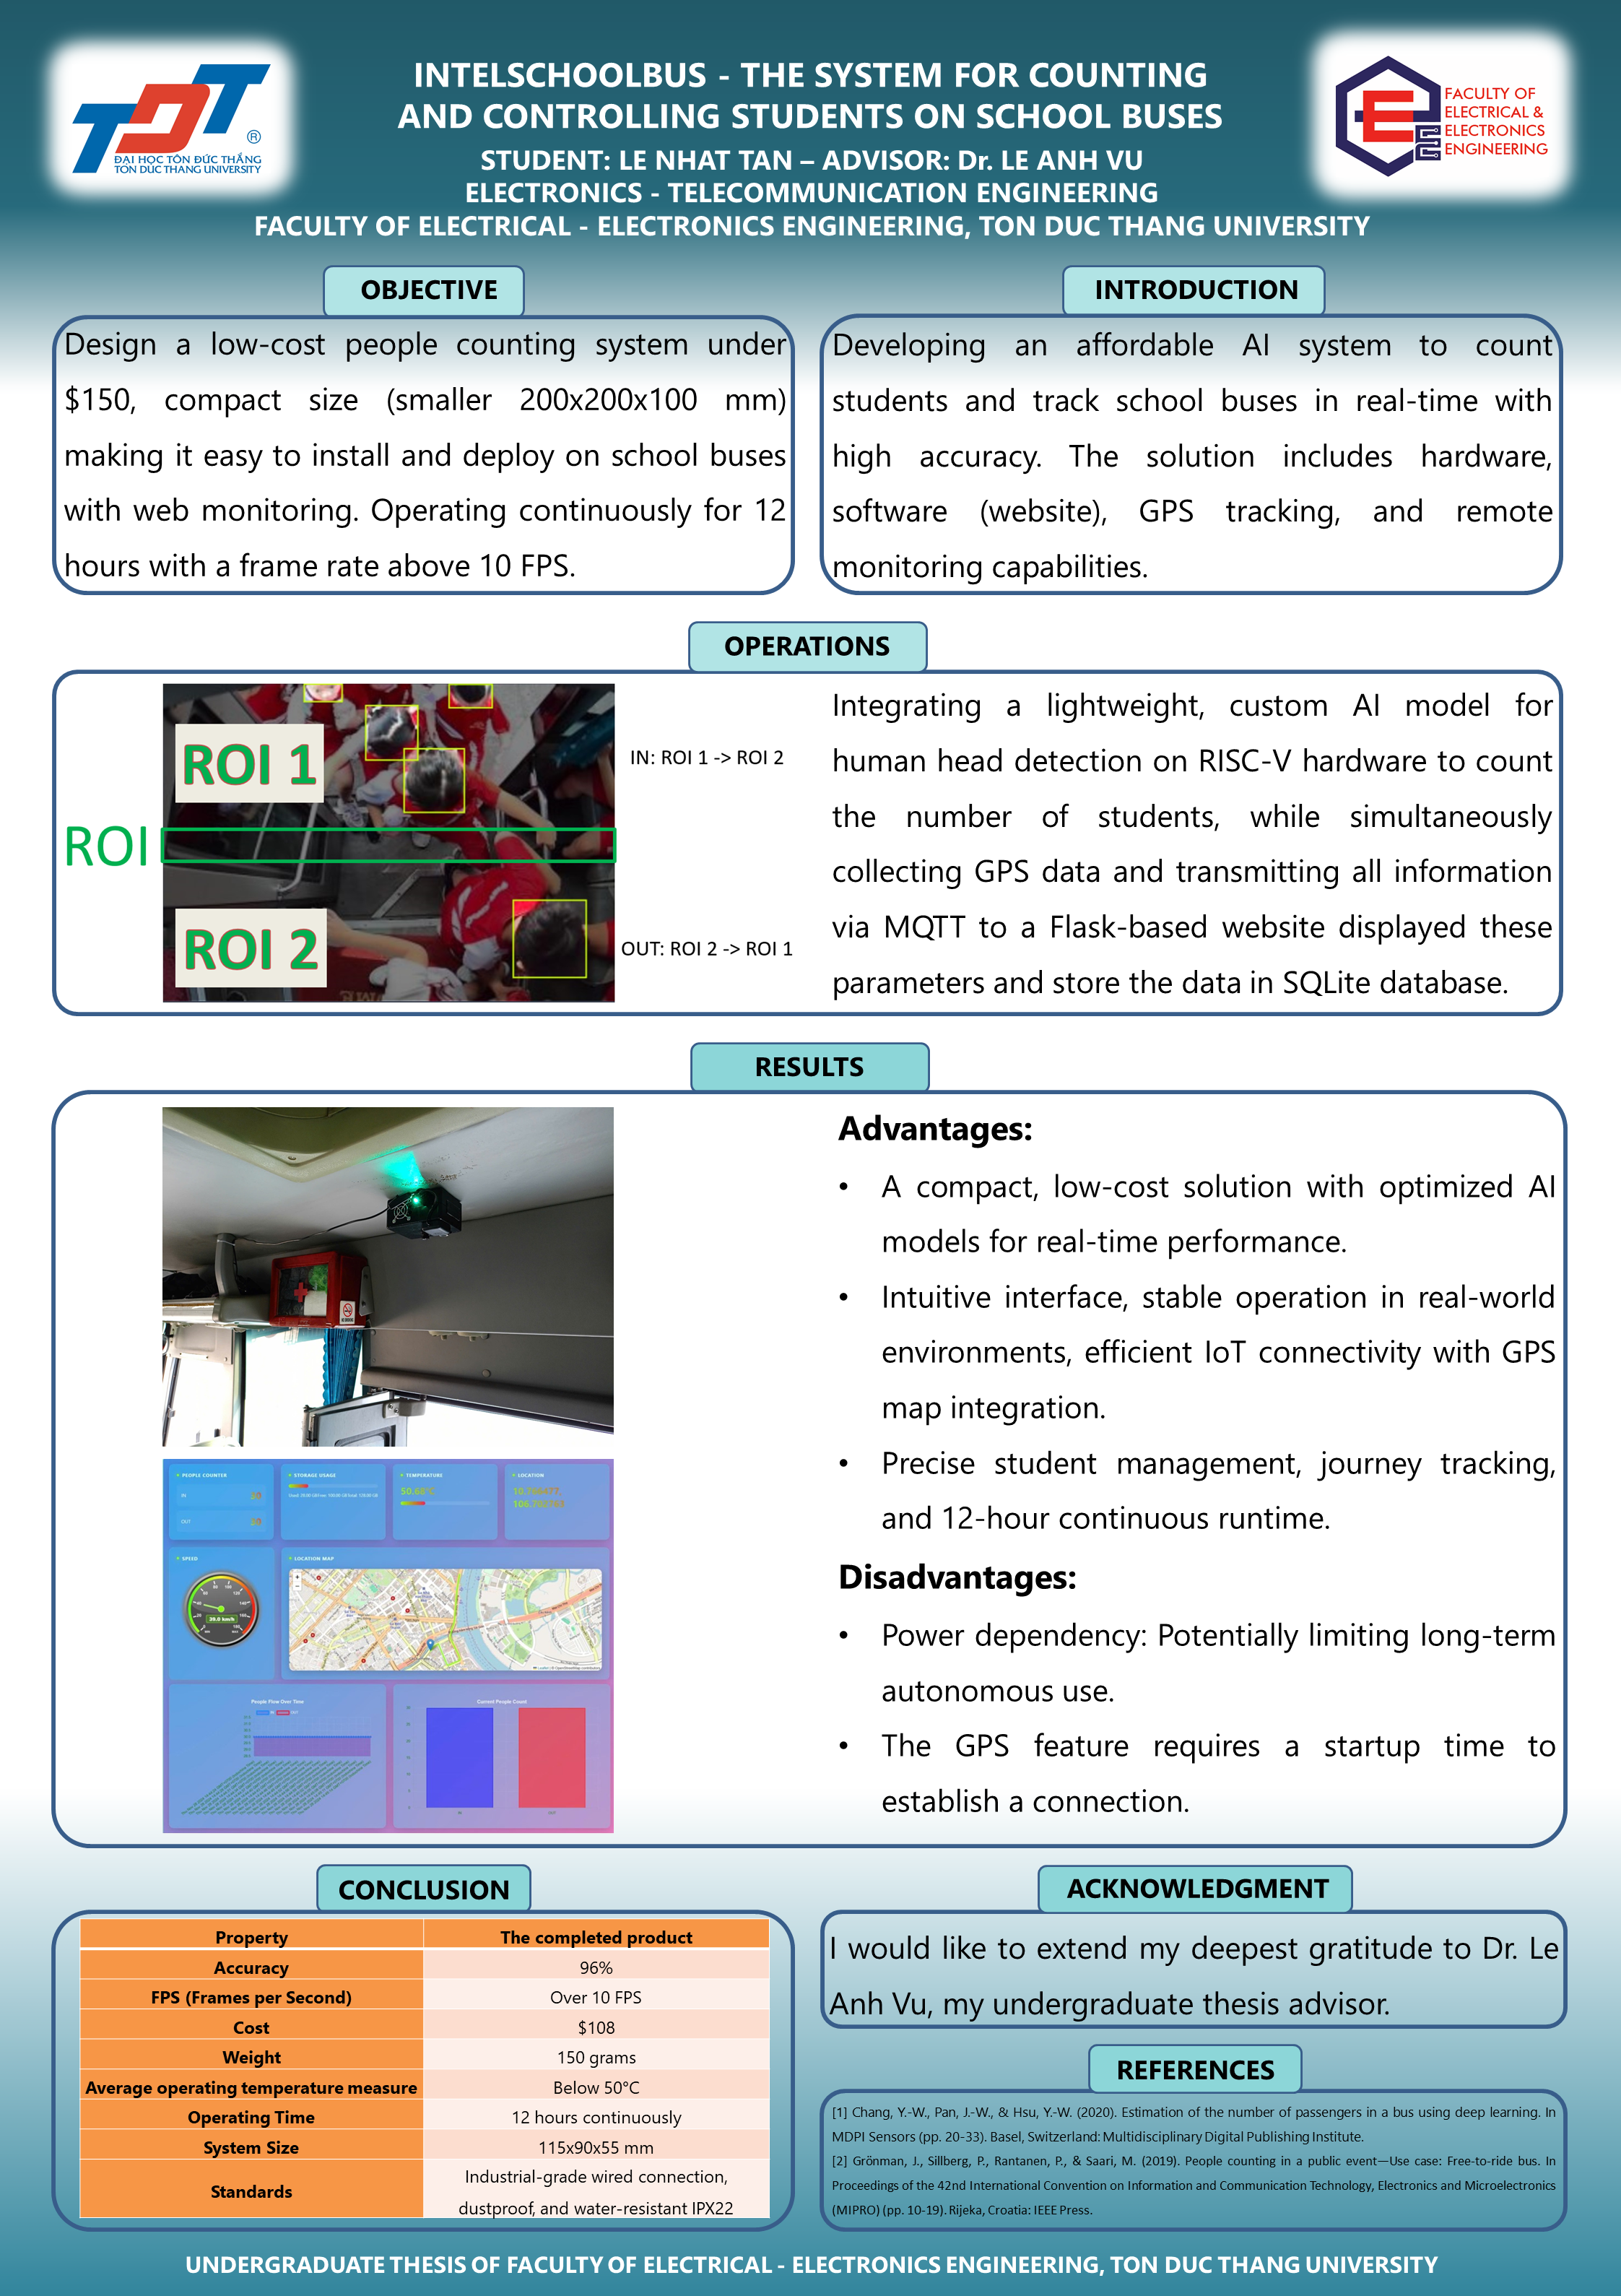 TDT
®
ĐẠI HỌC TÔN ĐỨC THẮNG
TON DUC THANG UNIVERSITY
INTELSCHOOLBUS - THE SYSTEM FOR COUNTING
AND CONTROLLING STUDENTS ON SCHOOL BUSES
STUDENT: LE NHAT TAN – ADVISOR: Dr. LE ANH VU
ELECTRONICS - TELECOMMUNICATION ENGINEERING
FACULTY OF ELECTRICAL - ELECTRONICS ENGINEERING, TON DUC THANG UNIVERSITY
E
FACULTY OF
ELECTRICAL &
ELECTRONICS
ENGINEERING
OBJECTIVE
Design a low-cost people counting system under
$150, compact size (smaller 200x200x100 mm)
making it easy to install and deploy on school buses
with web monitoring. Operating continuously for 12
hours with a frame rate above 10 FPS.
INTRODUCTION
Developing an affordable AI system to count
students and track school buses in real-time with
high accuracy. The solution includes hardware,
software (website), GPS tracking, and remote
monitoring capabilities.
OPERATIONS
ROI 1
ROI
ROI 2
IN: ROI 1 -> ROI 2
OUT: ROI 2 -> ROI 1
Integrating a lightweight, custom AI model for
human head detection on RISC-V hardware to count
the number of students, while simultaneously
collecting GPS data and transmitting all information
via MQTT to a Flask-based website displayed these
parameters and store the data in SQLite database.
RESULTS
PEOPLE COUNTER
IN
OUT
STORAGE USAGE
TEMPERATURE
50.68°C
LOCATION
SPEED
39.0 km/h
LOCATION MAP
People Flow Over Time
IN
OUT
Current People Count
Advantages:
• A compact, low-cost solution with optimized AI
models for real-time performance.
• Intuitive interface, stable operation in real-world
environments, efficient IoT connectivity with GPS
map integration.
• Precise student management, journey tracking,
and 12-hour continuous runtime.
Disadvantages:
• Power dependency: Potentially limiting long-term
autonomous use.
• The GPS feature requires a startup time to
establish a connection.
CONCLUSION
Property The completed product
Accuracy 96%
FPS (Frames per Second) Over 10 FPS
Cost $108
Weight 150 grams
Average operating temperature measure Below 50°C
Operating Time 12 hours continuously
System Size 115x90x55 mm
Standards Industrial-grade wired connection,
dustproof, and water-resistant IPX22
ACKNOWLEDGMENT
I would like to extend my deepest gratitude to Dr. Le
Anh Vu, my undergraduate thesis advisor.
REFERENCES
[1] Chang, Y.-W., Pan, J.-W., & Hsu, Y.-W. (2020). Estimation of the number of passengers in a bus using deep learning. In
MDPI Sensors (pp. 20-33). Basel, Switzerland: Multidisciplinary Digital Publishing Institute.
[2] Grönman, J., Sillberg, P., Rantanen, P., & Saari, M. (2019). People counting in a public event—Use case: Free-to-ride bus. In
Proceedings of the 42nd International Convention on Information and Communication Technology, Electronics and Microelectronics
(MIPRO) (pp. 10-19). Rijeka, Croatia: IEEE Press.
UNDERGRADUATE THESIS OF FACULTY OF ELECTRICAL - ELECTRONICS ENGINEERING, TON DUC THANG UNIVERSITY